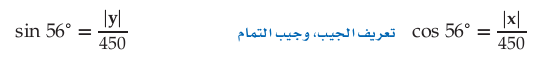 sin 56° = |y|/450 تعريف الجيب، وجيب التمام cos 56° = |x|/450